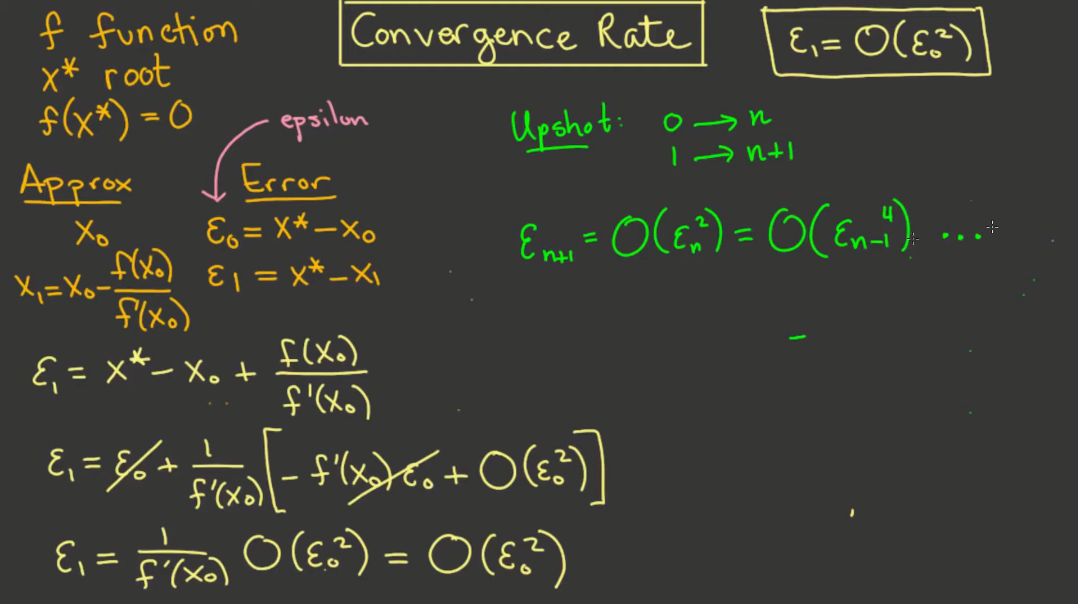 f function
x* root
f(x*) = 0
Convergence Rate
ε₁ = O(ε₀²)
epsilon
Upshot: 0 → n
1 → n+1
Approx
Error
x₀
ε₀ = x* − x₀
x₁ = x₀ − f(x₀)/f'(x₀)
ε₁ = x* − x₁
εₙ₊₁ = O(εₙ²) = O(εₙ₋₁⁴) ...
ε₁ = x* − x₀ + f(x₀)/f'(x₀)
ε₁ = ε₀ + 1/f'(x₀) [− f'(x₀) ε₀ + O(ε₀²)]
ε₁ = 1/f'(x₀) O(ε₀²) = O(ε₀²)